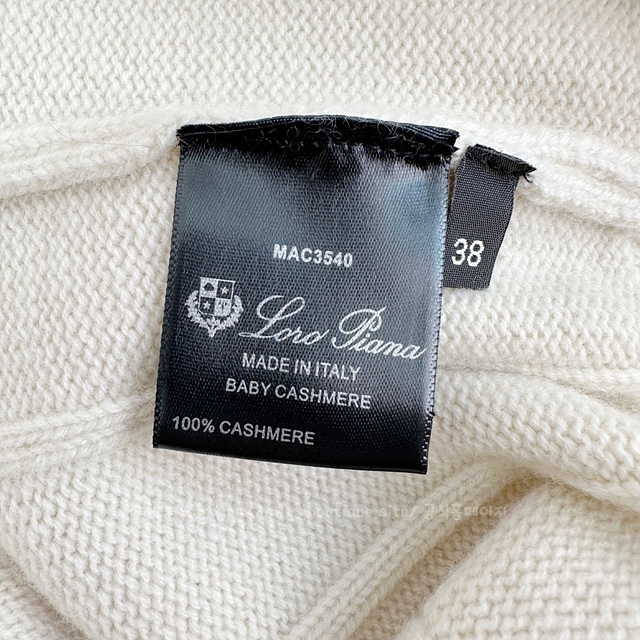 MAC3540
38
Loro Piana
MADE IN ITALY
BABY CASHMERE
100% CASHMERE